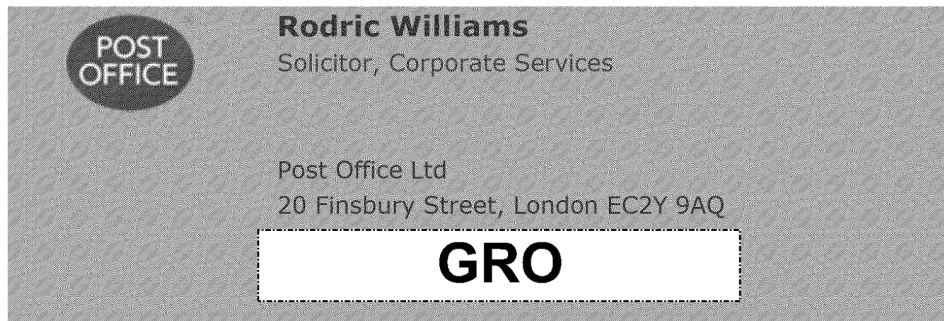 POST
OFFICE
Rodric Williams
Solicitor, Corporate Services
Post Office Ltd
20 Finsbury Street, London EC2Y 9AQ
GRO